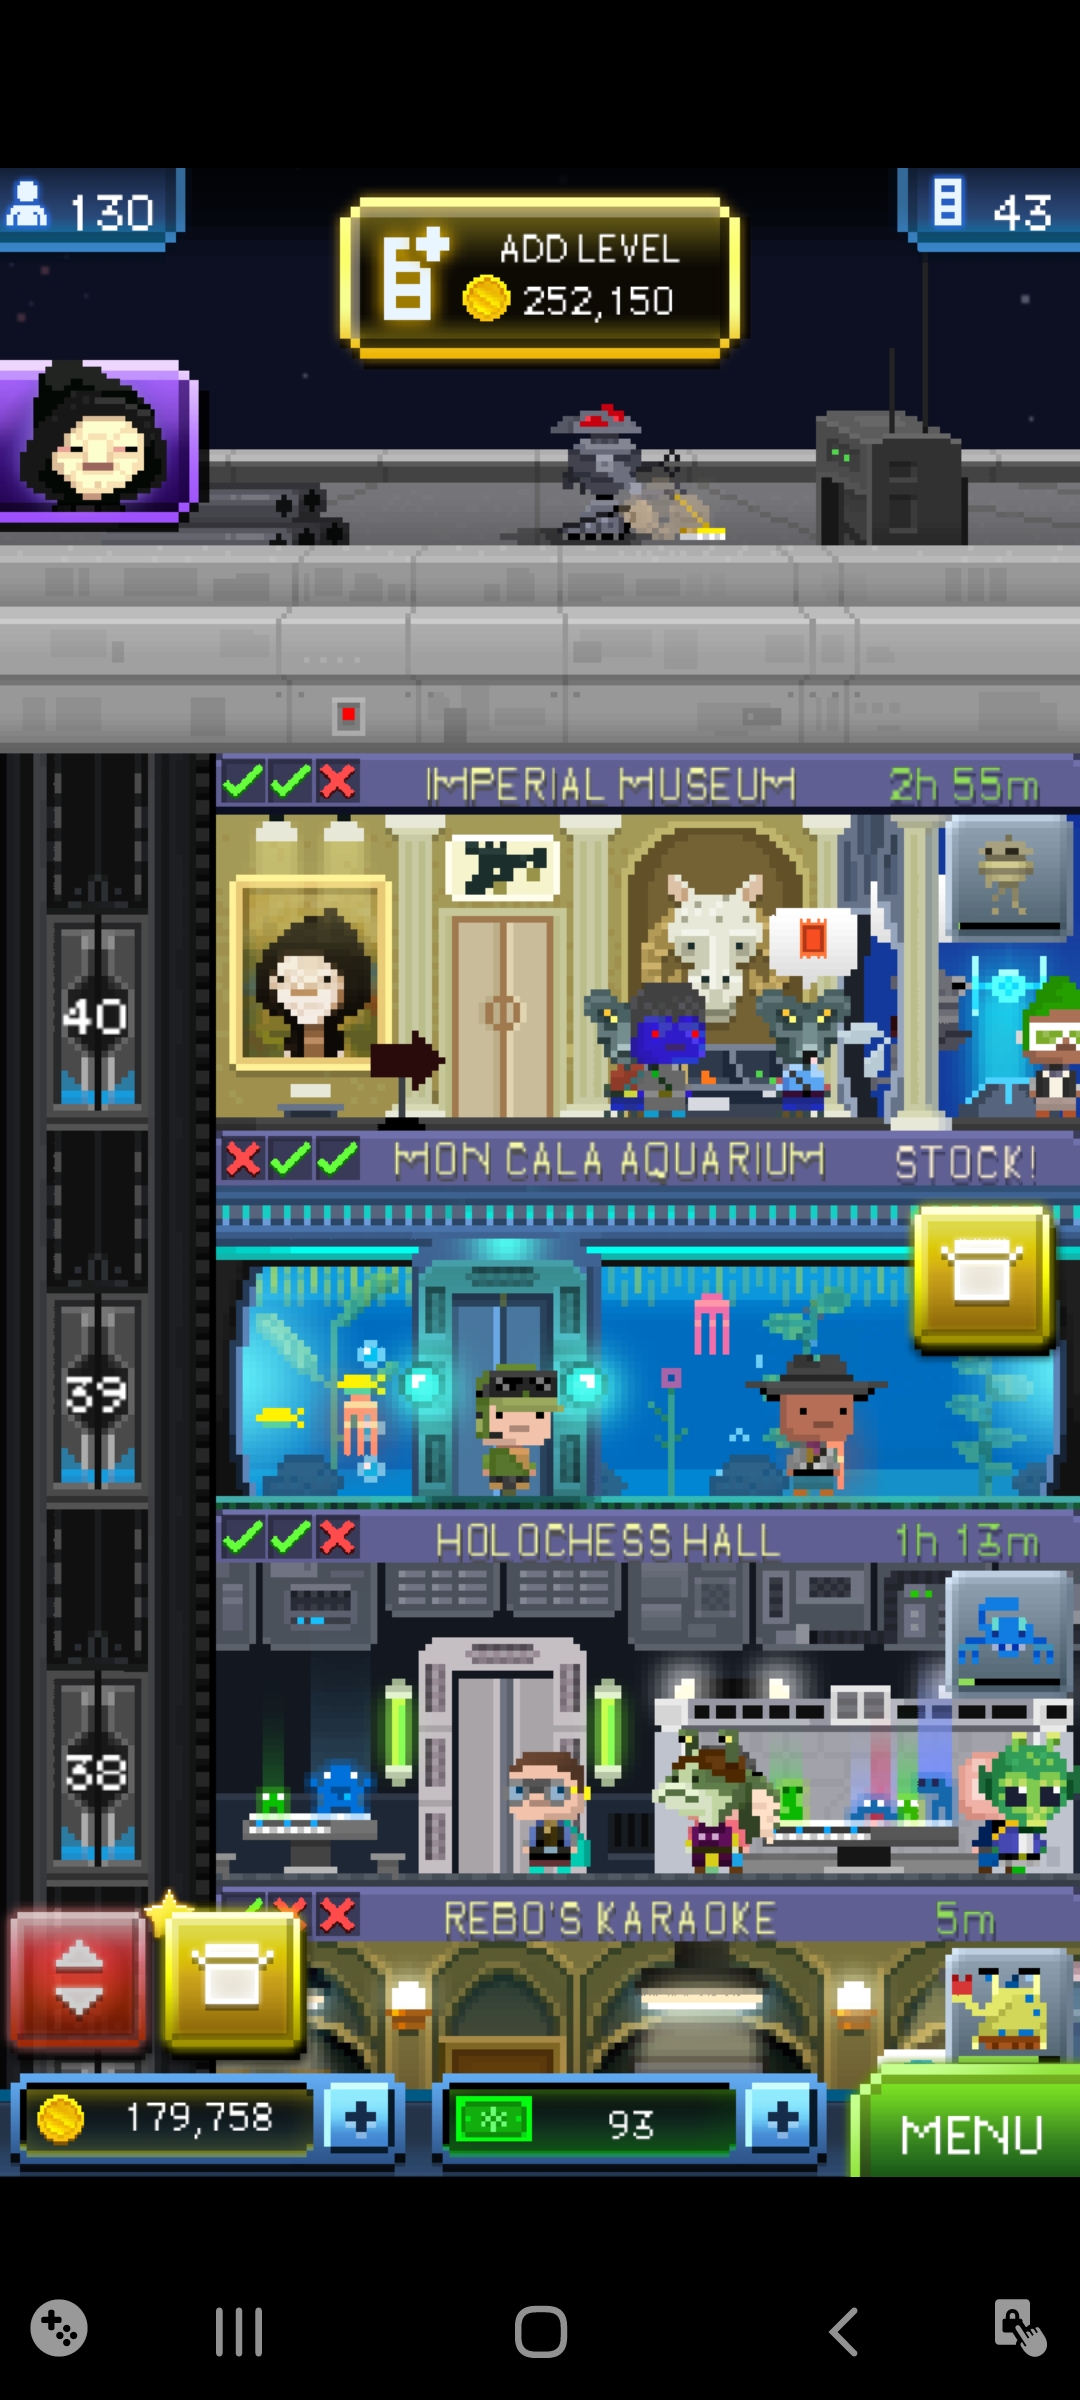 130
ADD LEVEL
252,150
43
IMPERIAL MUSEUM 2h 55m
40
MON CALA AQUARIUM STOCK!
39
HOLOCHESS HALL 1h 13m
38
REBO'S KARAOKE 5m
179,758
93
MENU